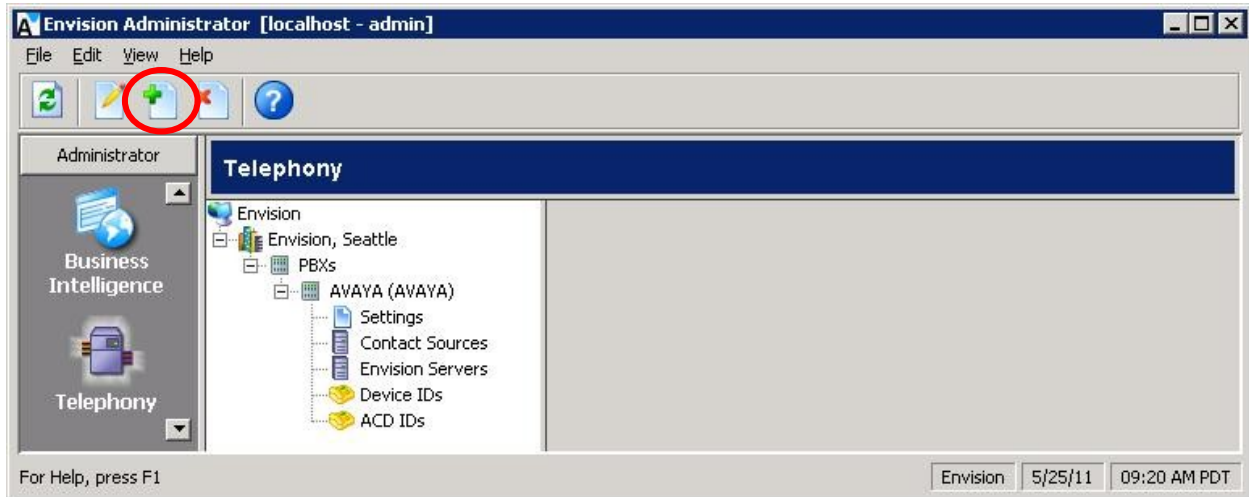 Envision Administrator [localhost - admin]
File Edit View Help
Administrator
Business
Intelligence
Telephony
Telephony
Envision
Envision, Seattle
PBXs
AVAYA (AVAYA)
Settings
Contact Sources
Envision Servers
Device IDs
ACD IDs
For Help, press F1
Envision 5/25/11 09:20 AM PDT